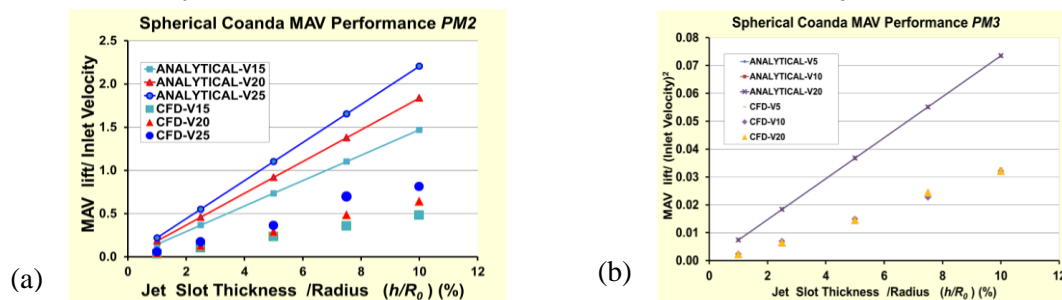 Spherical Coanda MAV Performance PM2
MAV lift/ Inlet Velocity
2.5
2.0
1.5
1.0
0.5
0.0
ANALYTICAL-V15
ANALYTICAL-V20
ANALYTICAL-V25
CFD-V15
CFD-V20
CFD-V25
0 2 4 6 8 10 12
Jet Slot Thickness /Radius (h/R₀) (%)
(a)
Spherical Coanda MAV Performance PM3
MAV lift/ (Inlet Velocity)²
0.08
0.07
0.06
0.05
0.04
0.03
0.02
0.01
0.00
ANALYTICAL-V5
ANALYTICAL-V10
ANALYTICAL-V20
CFD-V5
CFD-V10
CFD-V20
0 2 4 6 8 10 12
Jet Slot Thickness /Radius (h/R₀) (%)
(b)